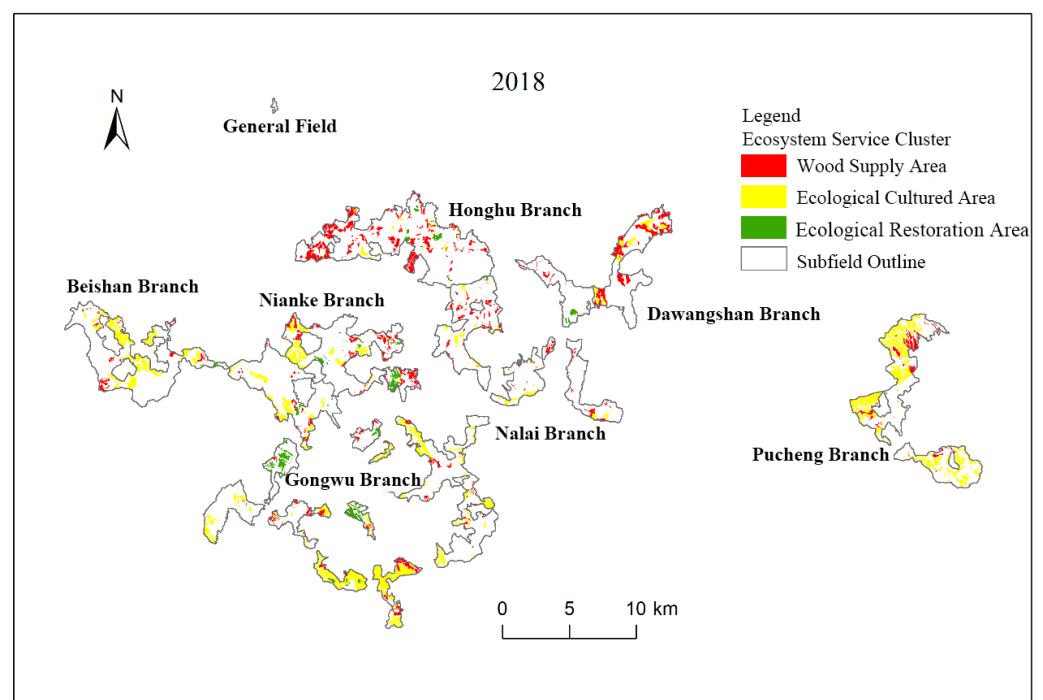 2018
N
General Field
Legend
Ecosystem Service Cluster
Wood Supply Area
Ecological Cultured Area
Ecological Restoration Area
Subfield Outline
Honghu Branch
Beishan Branch
Nianke Branch
Dawangshan Branch
Nalai Branch
Pucheng Branch
Gongwu Branch
0 5 10 km